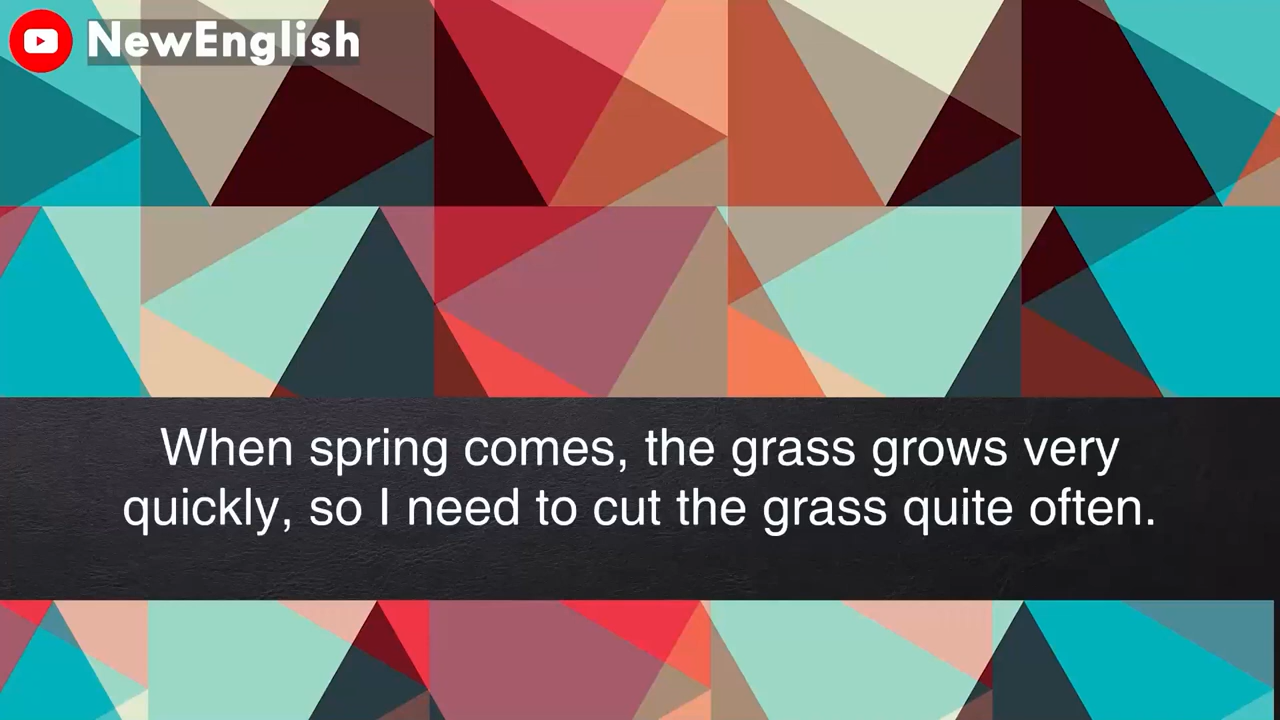 NewEnglish
When spring comes, the grass grows very
quickly, so I need to cut the grass quite often.